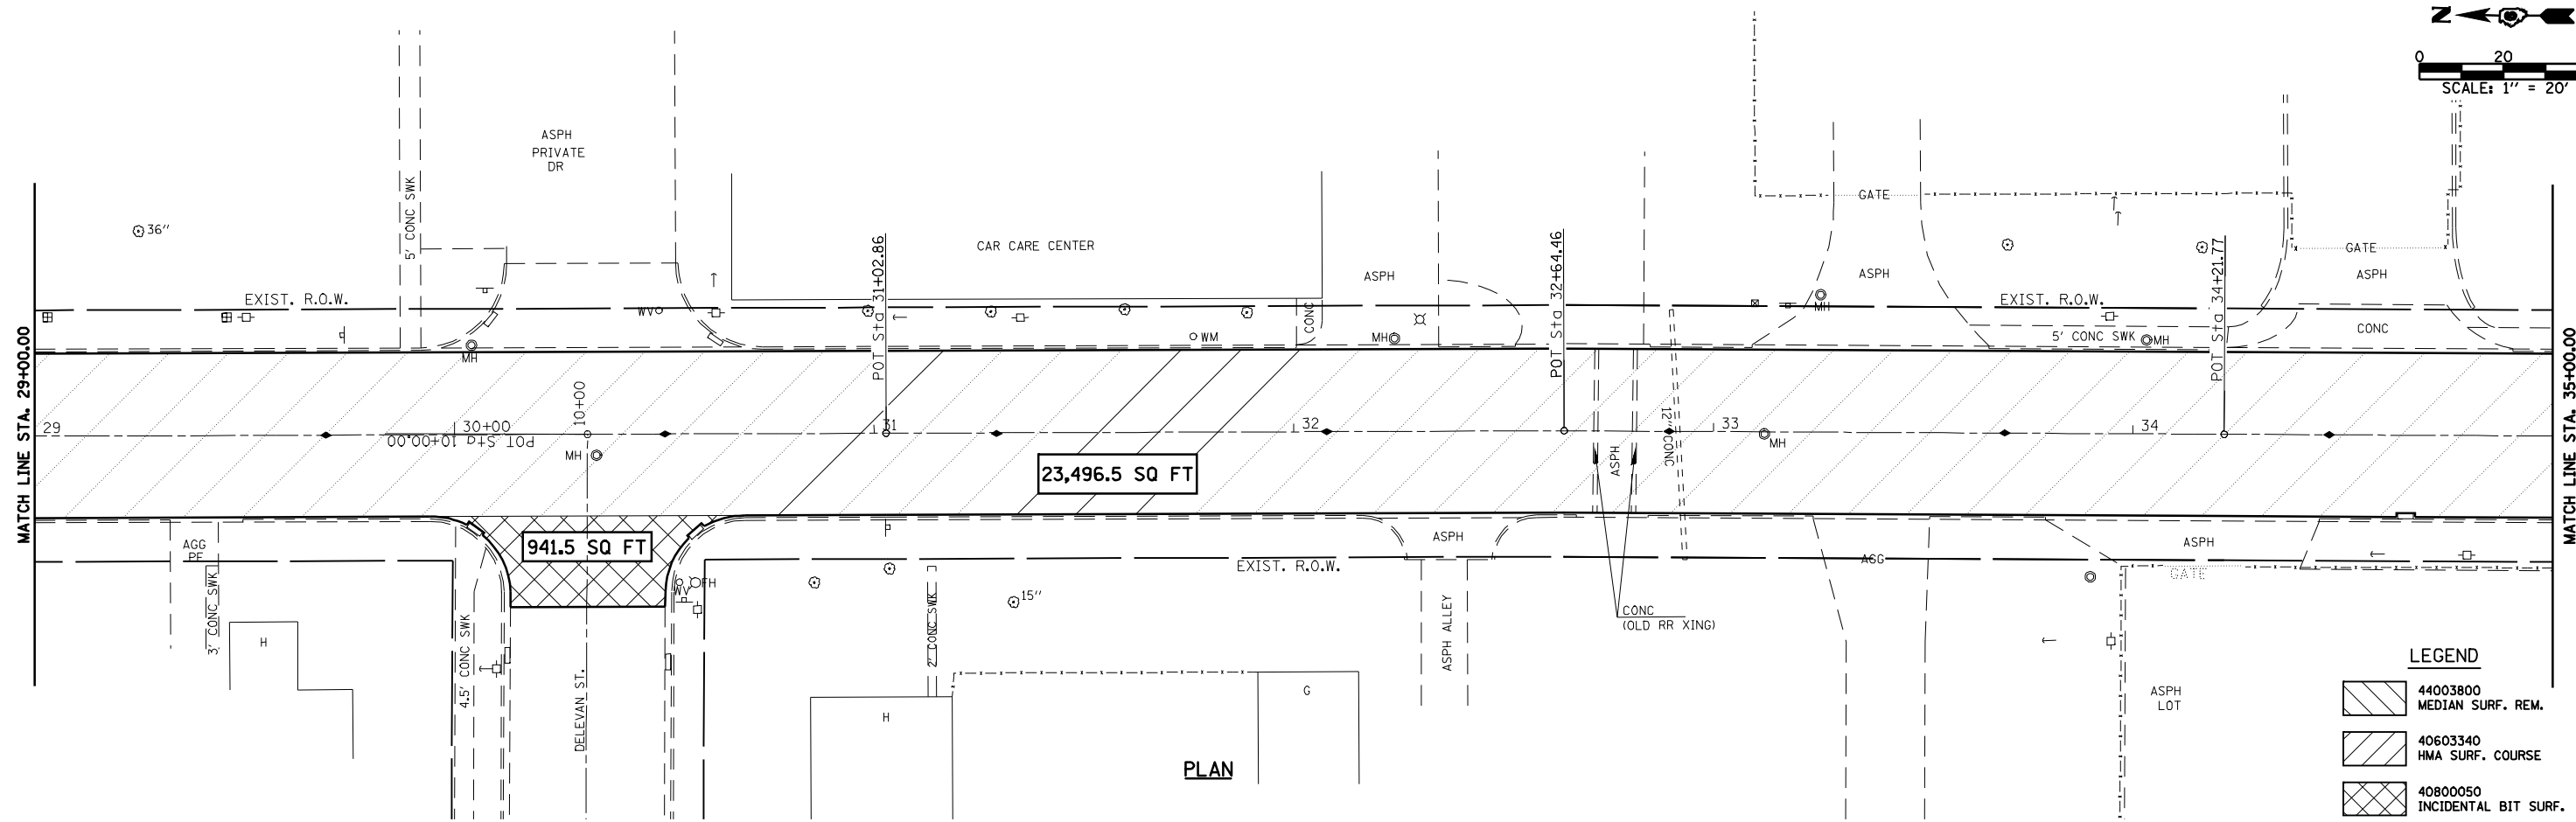 N
0 20
SCALE: 1" = 20'
MATCH LINE STA. 29+00.00
36"
5' CONC SWK
ASPH
PRIVATE
DR
EXIST. R.O.W.
MH
WV
CAR CARE CENTER
POT Sta 31+02.86
WM
CONC
ASPH
MH
POT Sta 32+64.46
GATE
ASPH
MH
EXIST. R.O.W.
5' CONC SWK
MH
POT Sta 34+21.77
GATE
ASPH
CONC
MATCH LINE STA. 35+00.00
29
30+00
POT Sta 10+00.00
10+00
MH
31
32
33
34
23,496.5 SQ FT
ASPH
12" CONC
MH
941.5 SQ FT
AGG
PE
3' CONC SWK
H
4.5' CONC SWK
DELEVAN ST.
WV
FH
2' CONC SWK
H
15"
EXIST. R.O.W.
ASPH
ASPH ALLEY
G
CONC
(OLD RR XING)
AGG
ASPH
GATE
ASPH
LOT
PLAN
LEGEND
44003800
MEDIAN SURF. REM.
40603340
HMA SURF. COURSE
40800050
INCIDENTAL BIT SURF.